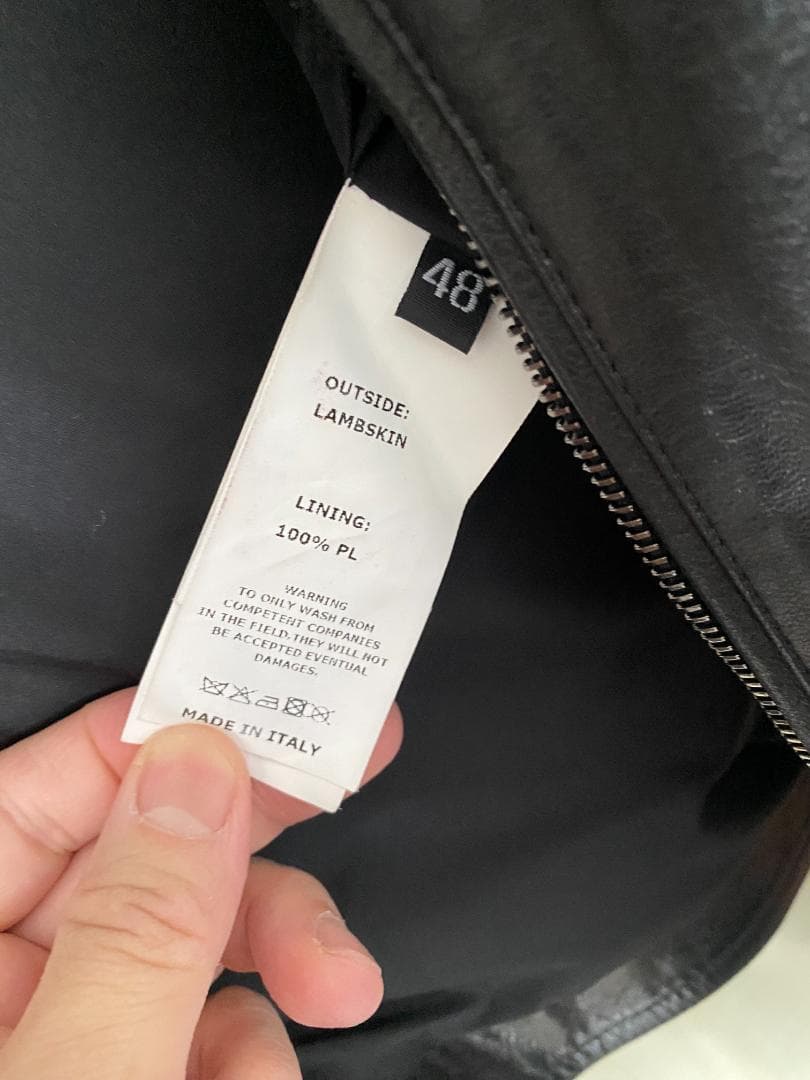 48
OUTSIDE:
LAMBSKIN
LINING:
100% PL
WARNING
TO ONLY WASH FROM
COMPETENT COMPANIES
IN THE FIELD.THEY WILL NOT
BE ACCEPTED EVENTUAL
DAMAGES.
MADE IN ITALY